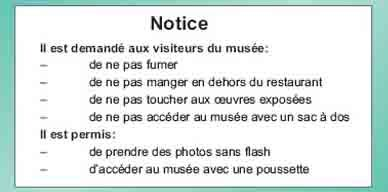 Notice
Il est demandé aux visiteurs du musée:
– de ne pas fumer
– de ne pas manger en dehors du restaurant
– de ne pas toucher aux œuvres exposées
– de ne pas accéder au musée avec un sac à dos
Il est permis:
– de prendre des photos sans flash
– d'accéder au musée avec une poussette